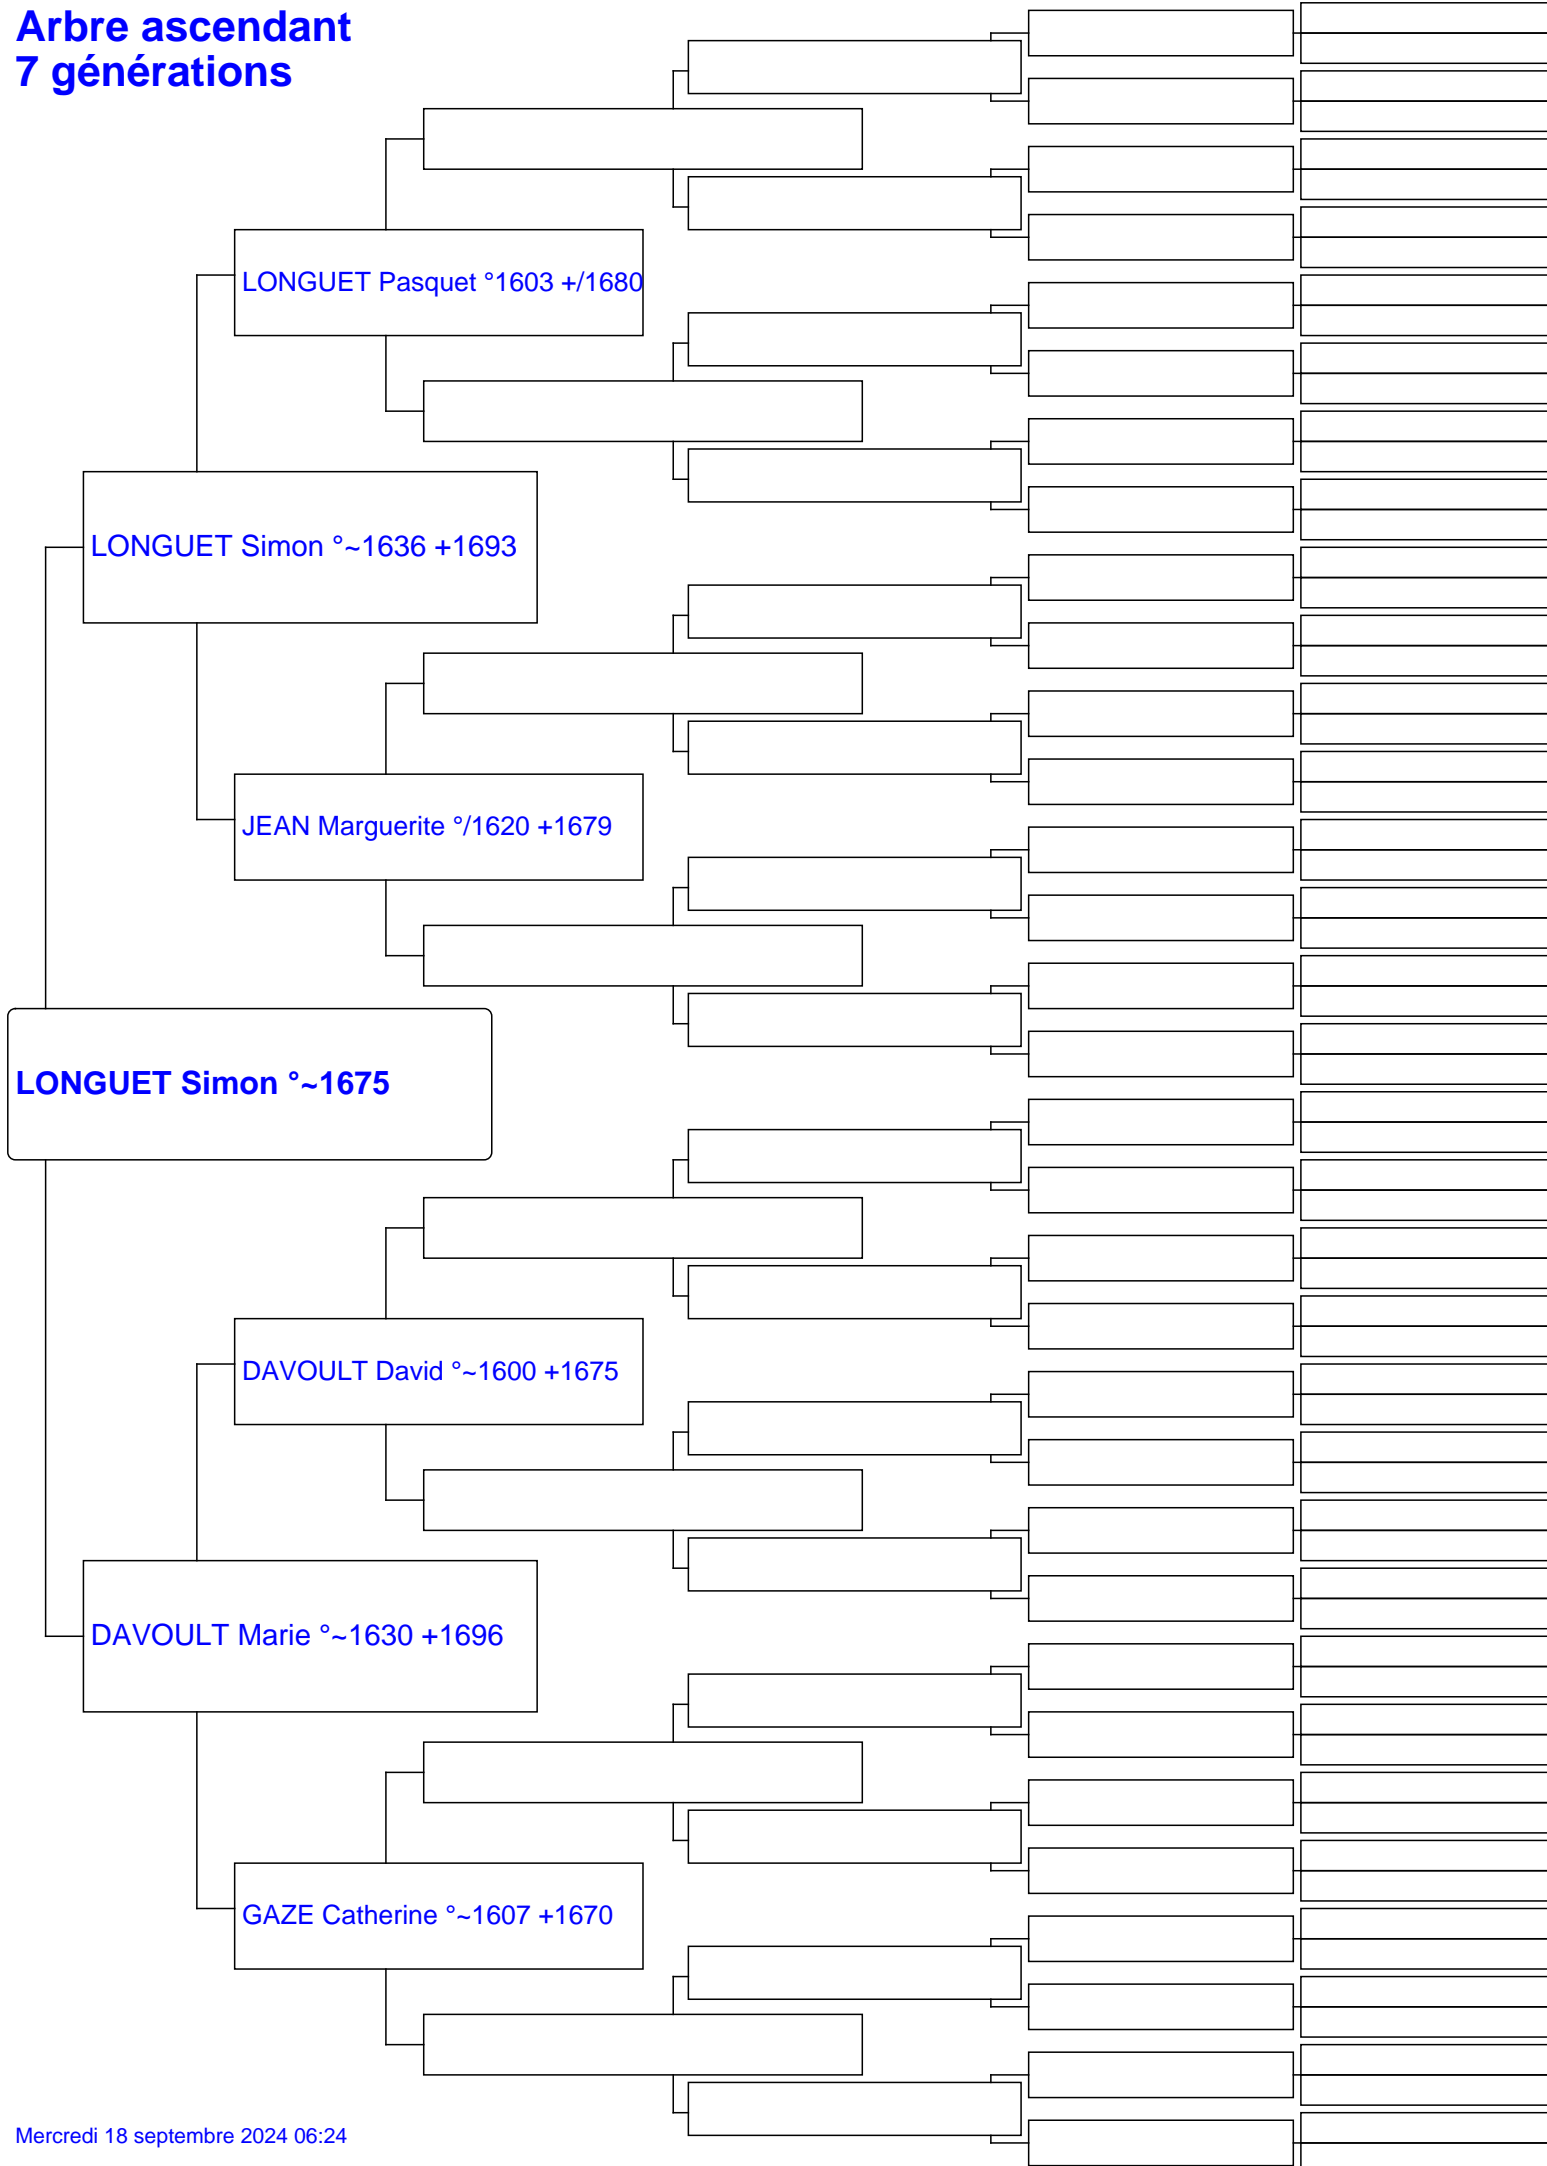 Arbre ascendant
7 générations
LONGUET Pasquet °1603 +/1680
LONGUET Simon °~1636 +1693
JEAN Marguerite °/1620 +1679
LONGUET Simon °~1675
DAVOULT David °~1600 +1675
DAVOULT Marie °~1630 +1696
GAZE Catherine °~1607 +1670
Mercredi 18 septembre 2024 06:24